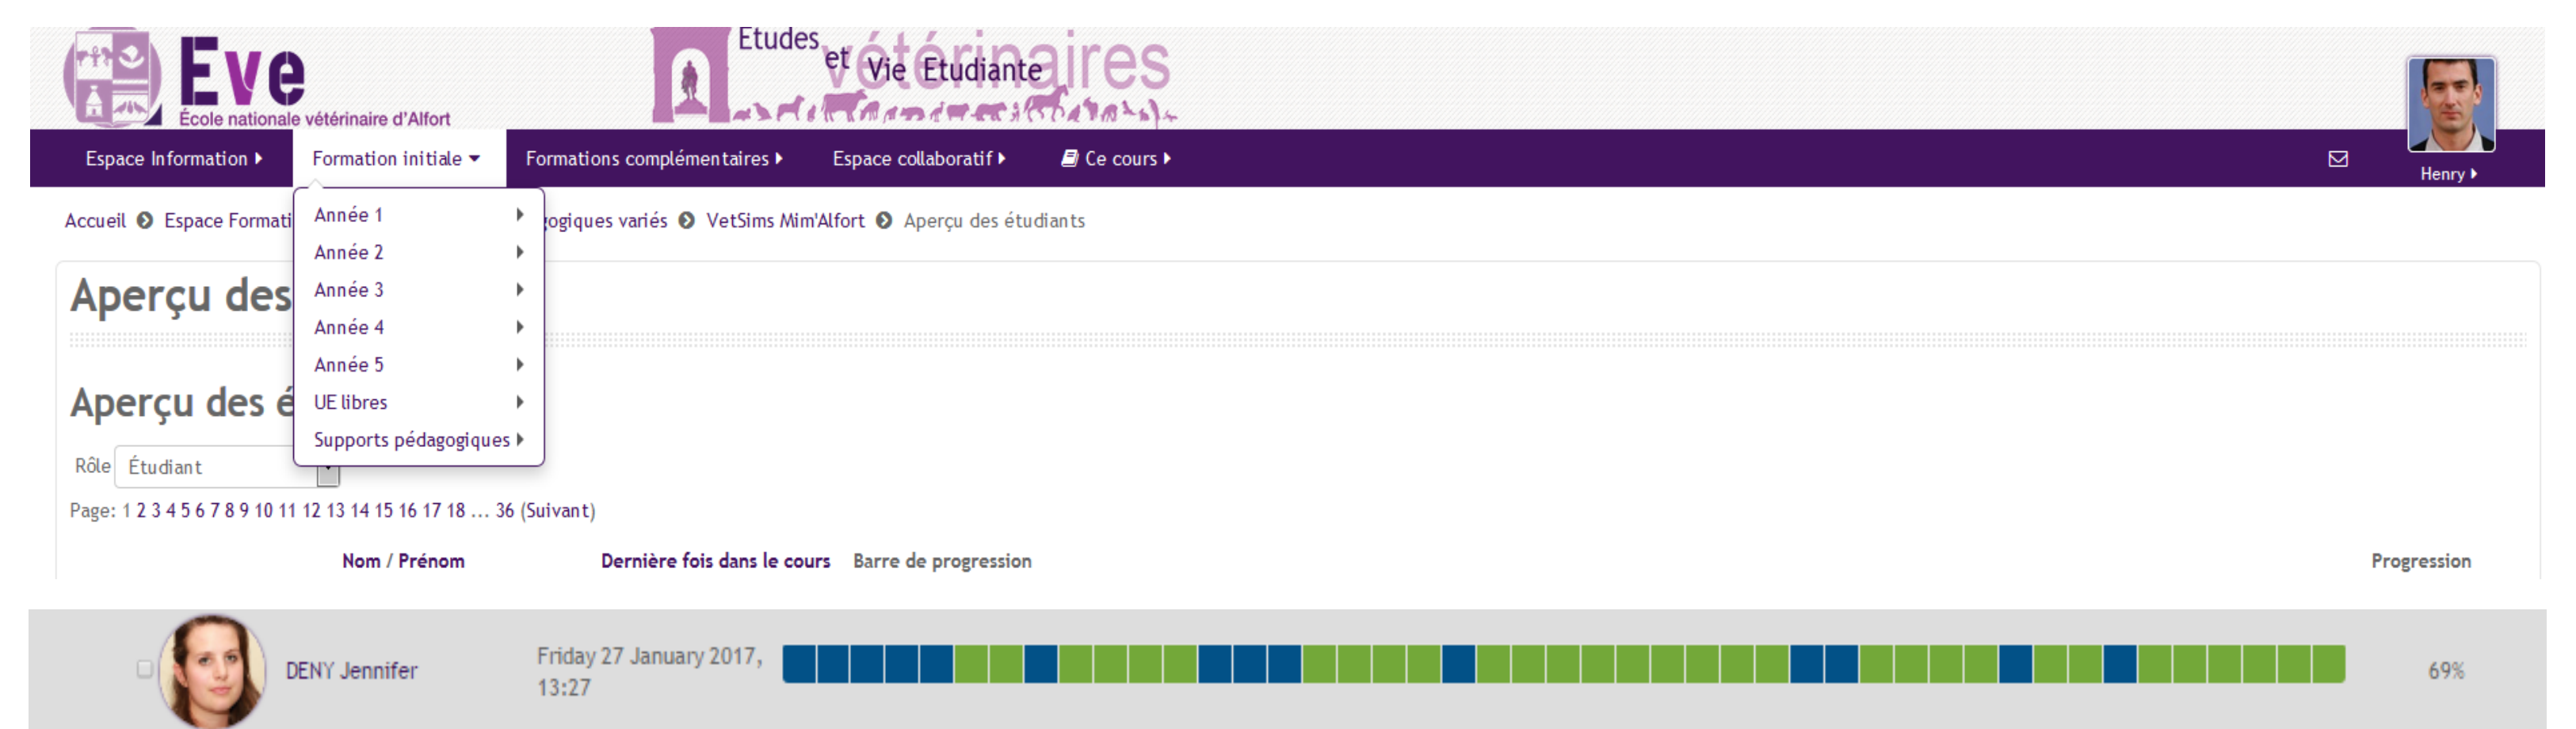 Eve
École nationale vétérinaire d'Alfort
Etudes et Vie Etudiante
vétérinaires
Espace Information
Formation initiale
Formations complémentaires
Espace collaboratif
Ce cours
Henry
Accueil Espace Formati
ogiques variés VetSims Mim'Alfort Aperçu des étudiants
Année 1
Année 2
Année 3
Année 4
Année 5
UE libres
Supports pédagogiques
Aperçu des
Aperçu des é
Rôle Étudiant
Page: 1 2 3 4 5 6 7 8 9 10 11 12 13 14 15 16 17 18 ... 36 (Suivant)
Nom / Prénom Dernière fois dans le cours Barre de progression Progression
DENY Jennifer
Friday 27 January 2017,
13:27
69%